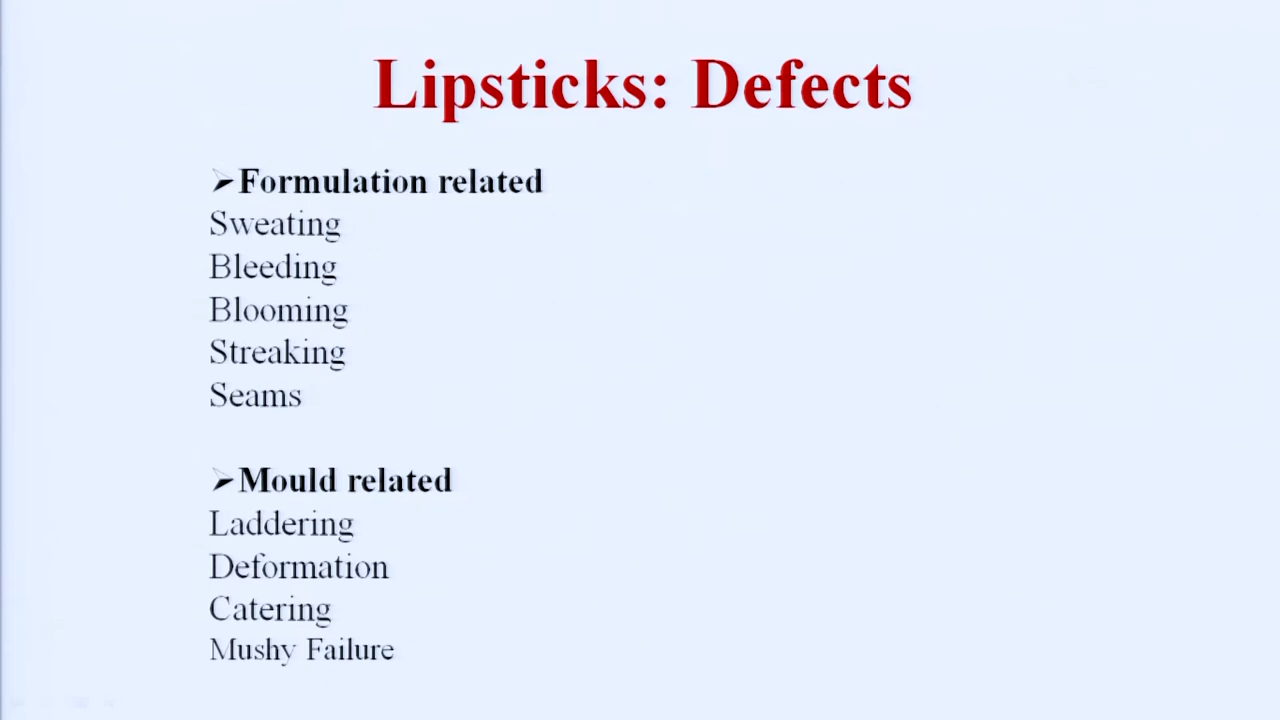 Lipsticks: Defects
➢Formulation related
Sweating
Bleeding
Blooming
Streaking
Seams
➢Mould related
Laddering
Deformation
Catering
Mushy Failure